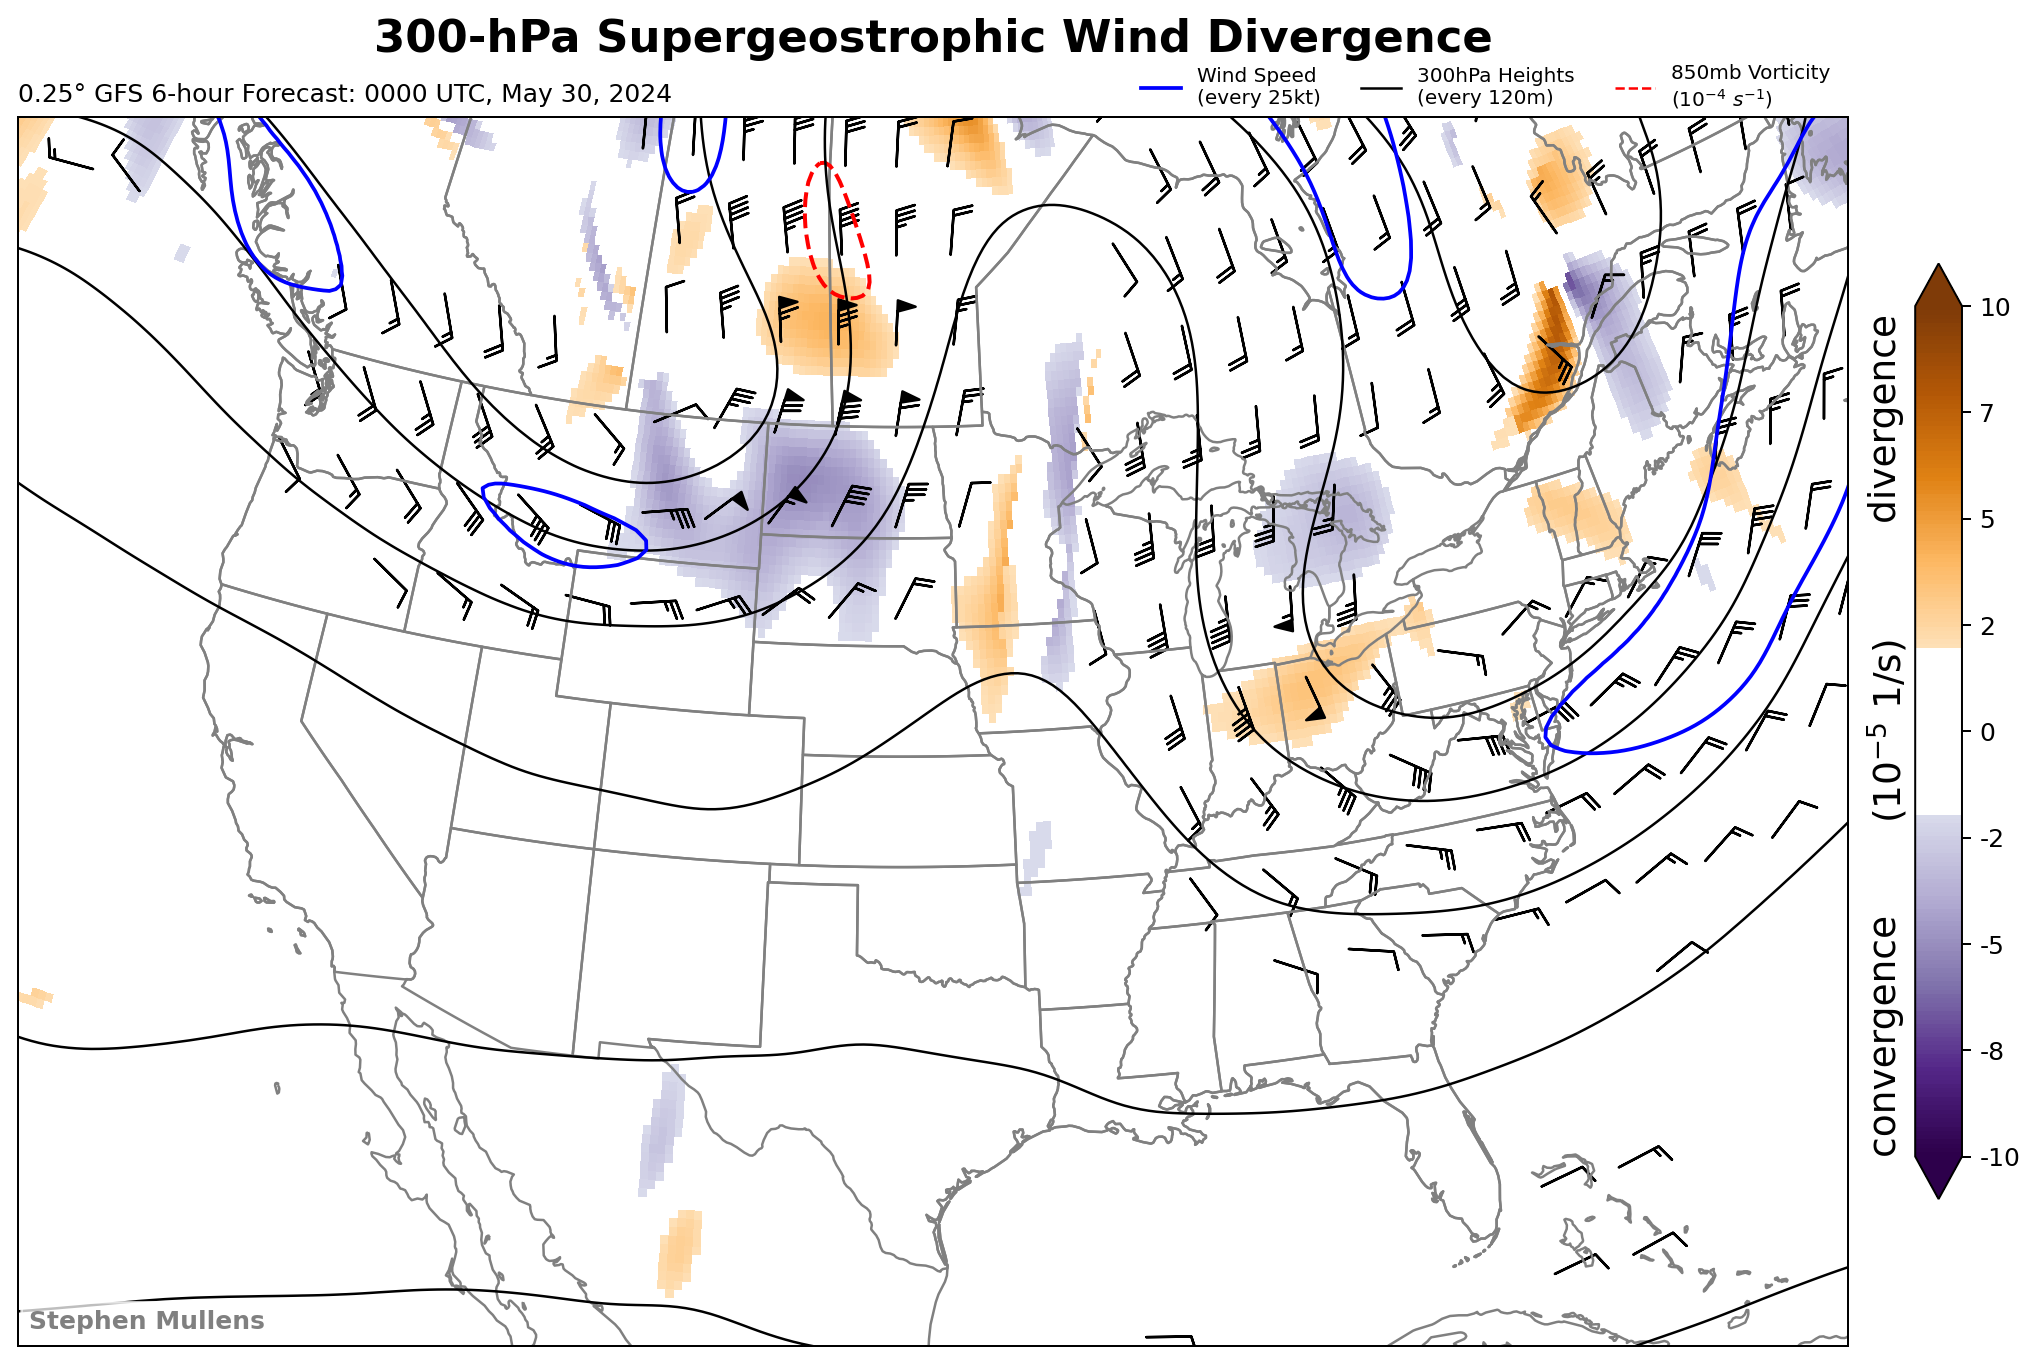 300-hPa Supergeostrophic Wind Divergence
0.25° GFS 6-hour Forecast: 0000 UTC, May 30, 2024
Wind Speed
(every 25kt)
300hPa Heights
(every 120m)
850mb Vorticity
(10⁻⁴ s⁻¹)
10
7
5
2
0
-2
-5
-8
-10
convergence (10⁻⁵ 1/s) divergence
Stephen Mullens